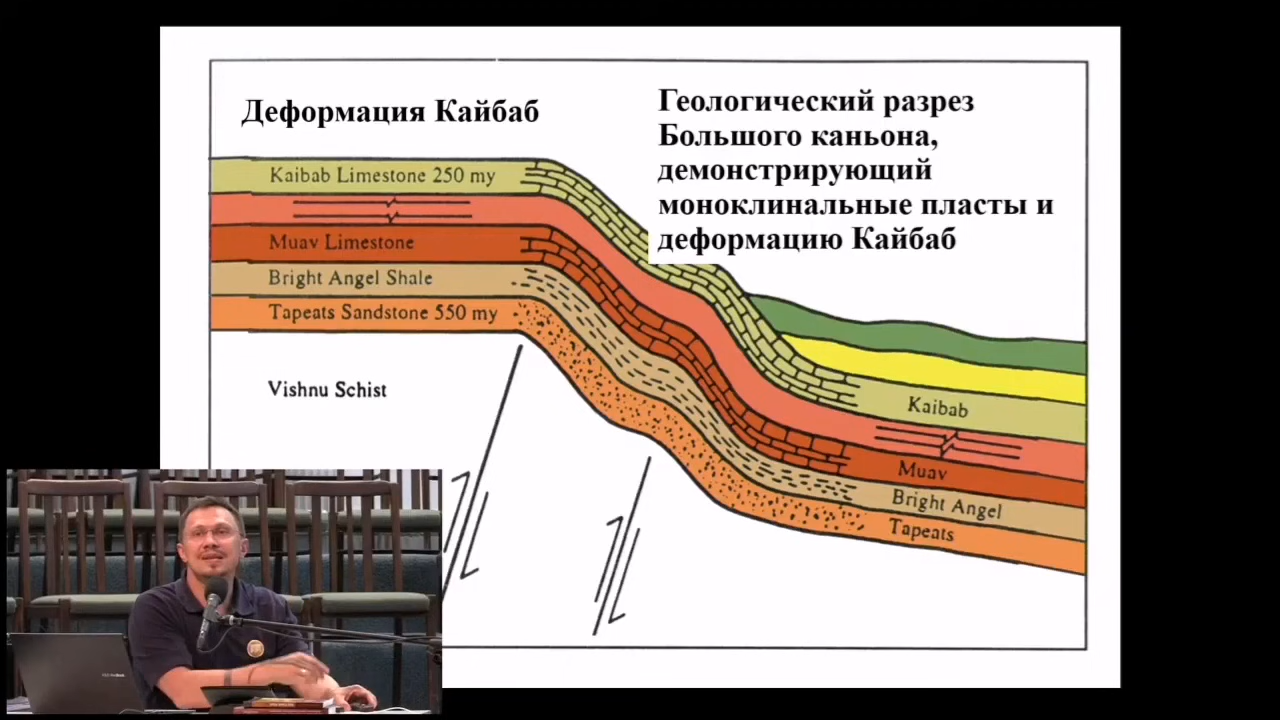 Деформация Кайбаб
Геологический разрез
Большого каньона,
демонстрирующий
моноклинальные пласты и
деформацию Кайбаб
Kaibab Limestone 250 my
Muav Limestone
Bright Angel Shale
Tapeats Sandstone 550 my
Vishnu Schist
Kaibab
Muav
Bright Angel
Tapeats